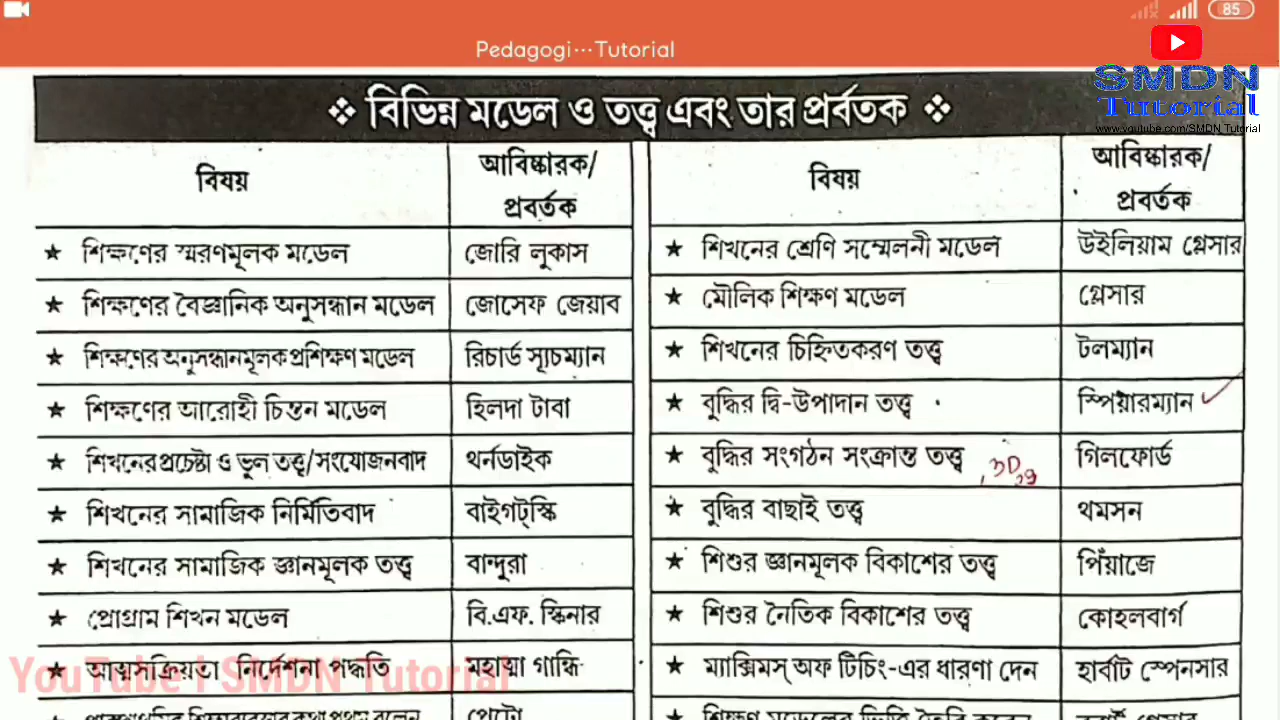 85
Pedagogi...Tutorial
SMDN
Tutorial
www.youtube.com/SMDN Tutorial
❖ বিভিন্ন মডেল ও তত্ত্ব এবং তার প্রর্বতক ❖
বিষয়
আবিষ্কারক/
প্রবর্তক
★ শিক্ষণের স্মরণমূলক মডেল
জোরি লুকাস
★ শিক্ষণের বৈজ্ঞানিক অনুসন্ধান মডেল
জোসেফ জেয়াব
★ শিক্ষণের অনুসন্ধানমূলক প্রশিক্ষণ মডেল
রিচার্ড স্যূচম্যান
★ শিক্ষণের আরোহী চিন্তন মডেল
হিলদা টাবা
★ শিখনের প্রচেষ্টা ও ভুল তত্ত্ব/সংযোজনবাদ
থর্নডাইক
★ শিখনের সামাজিক নির্মিতিবাদ
বাইগট্স্কি
★ শিখনের সামাজিক জ্ঞানমূলক তত্ত্ব
বান্দুরা
★ প্রোগ্রাম শিখন মডেল
বি.এফ. স্কিনার
★ আত্মসক্রিয়তা নির্দেশনা পদ্ধতি
মহাত্মা গান্ধি
বিষয়
আবিষ্কারক/
প্রবর্তক
★ শিখনের শ্রেণি সম্মেলনী মডেল
উইলিয়াম গ্লেসার
★ মৌলিক শিক্ষণ মডেল
গ্লেসার
★ শিখনের চিহ্নিতকরণ তত্ত্ব
টলম্যান
★ বুদ্ধির দ্বি-উপাদান তত্ত্ব
স্পিয়ারম্যান
★ বুদ্ধির সংগঠন সংক্রান্ত তত্ত্ব
গিলফোর্ড
★ বুদ্ধির বাছাই তত্ত্ব
থমসন
★ শিশুর জ্ঞানমূলক বিকাশের তত্ত্ব
পিঁয়াজে
★ শিশুর নৈতিক বিকাশের তত্ত্ব
কোহলবার্গ
★ ম্যাক্সিমস্ অফ টিচিং-এর ধারণা দেন
হার্বাট স্পেনসার
YouTube I SMDN Tutorial